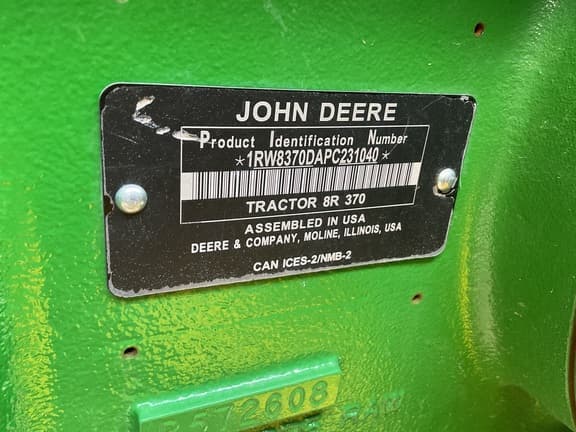 JOHN DEERE
Product Identification Number
*1RW8370DAPC231040*
TRACTOR 8R 370
ASSEMBLED IN USA
DEERE & COMPANY, MOLINE, ILLINOIS, USA
CAN ICES-2/NMB-2
R572608